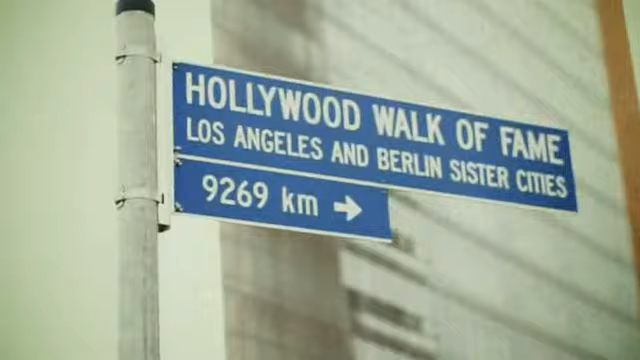 HOLLYWOOD WALK OF FAME
LOS ANGELES AND BERLIN SISTER CITIES
9269 km →